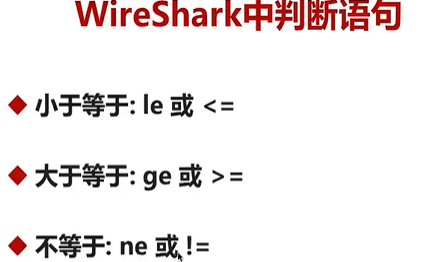 WireShark中判断语句
小于等于: le 或 <=
大于等于: ge 或 >=
不等于: ne 或 !=